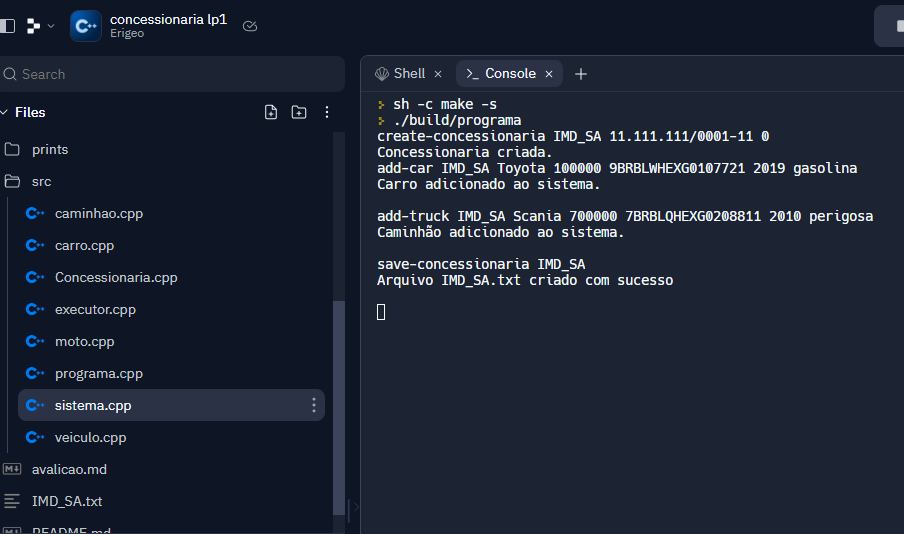 concessionaria lp1
Erigeo
Search
Files
prints
src
caminhao.cpp
carro.cpp
Concessionaria.cpp
executor.cpp
moto.cpp
programa.cpp
sistema.cpp
veiculo.cpp
avalicao.md
IMD_SA.txt
README.md
Shell
Console
sh -c make -s
./build/programa
create-concessionaria IMD_SA 11.111.111/0001-11 0
Concessionaria criada.
add-car IMD_SA Toyota 100000 9BRBLWHEXG0107721 2019 gasolina
Carro adicionado ao sistema.
add-truck IMD_SA Scania 700000 7BRBLQHEXG0208811 2010 perigosa
Caminhão adicionado ao sistema.
save-concessionaria IMD_SA
Arquivo IMD_SA.txt criado com sucesso